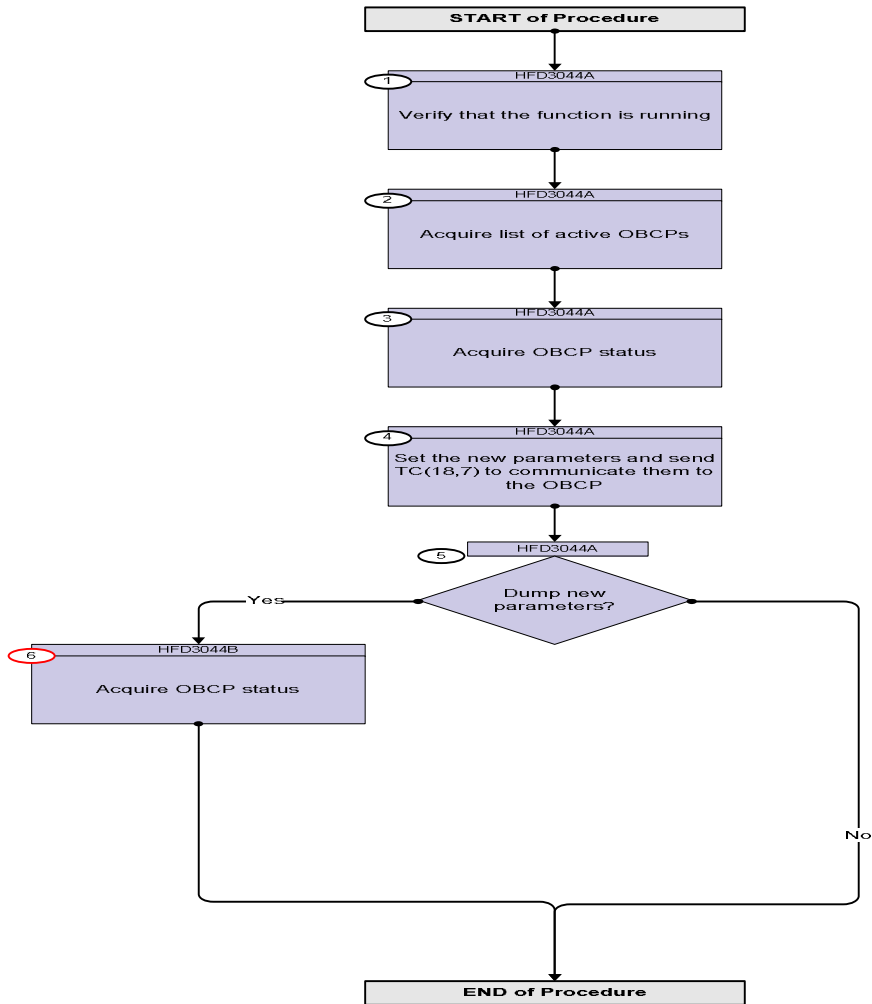 START of Procedure
HFD3044A
1
Verify that the function is running
HFD3044A
2
Acquire list of active OBCPs
HFD3044A
3
Acquire OBCP status
HFD3044A
4
Set the new parameters and send
TC(18,7) to communicate them to
the OBCP
HFD3044A
5
Dump new
parameters?
Yes
HFD3044B
6
Acquire OBCP status
No
END of Procedure